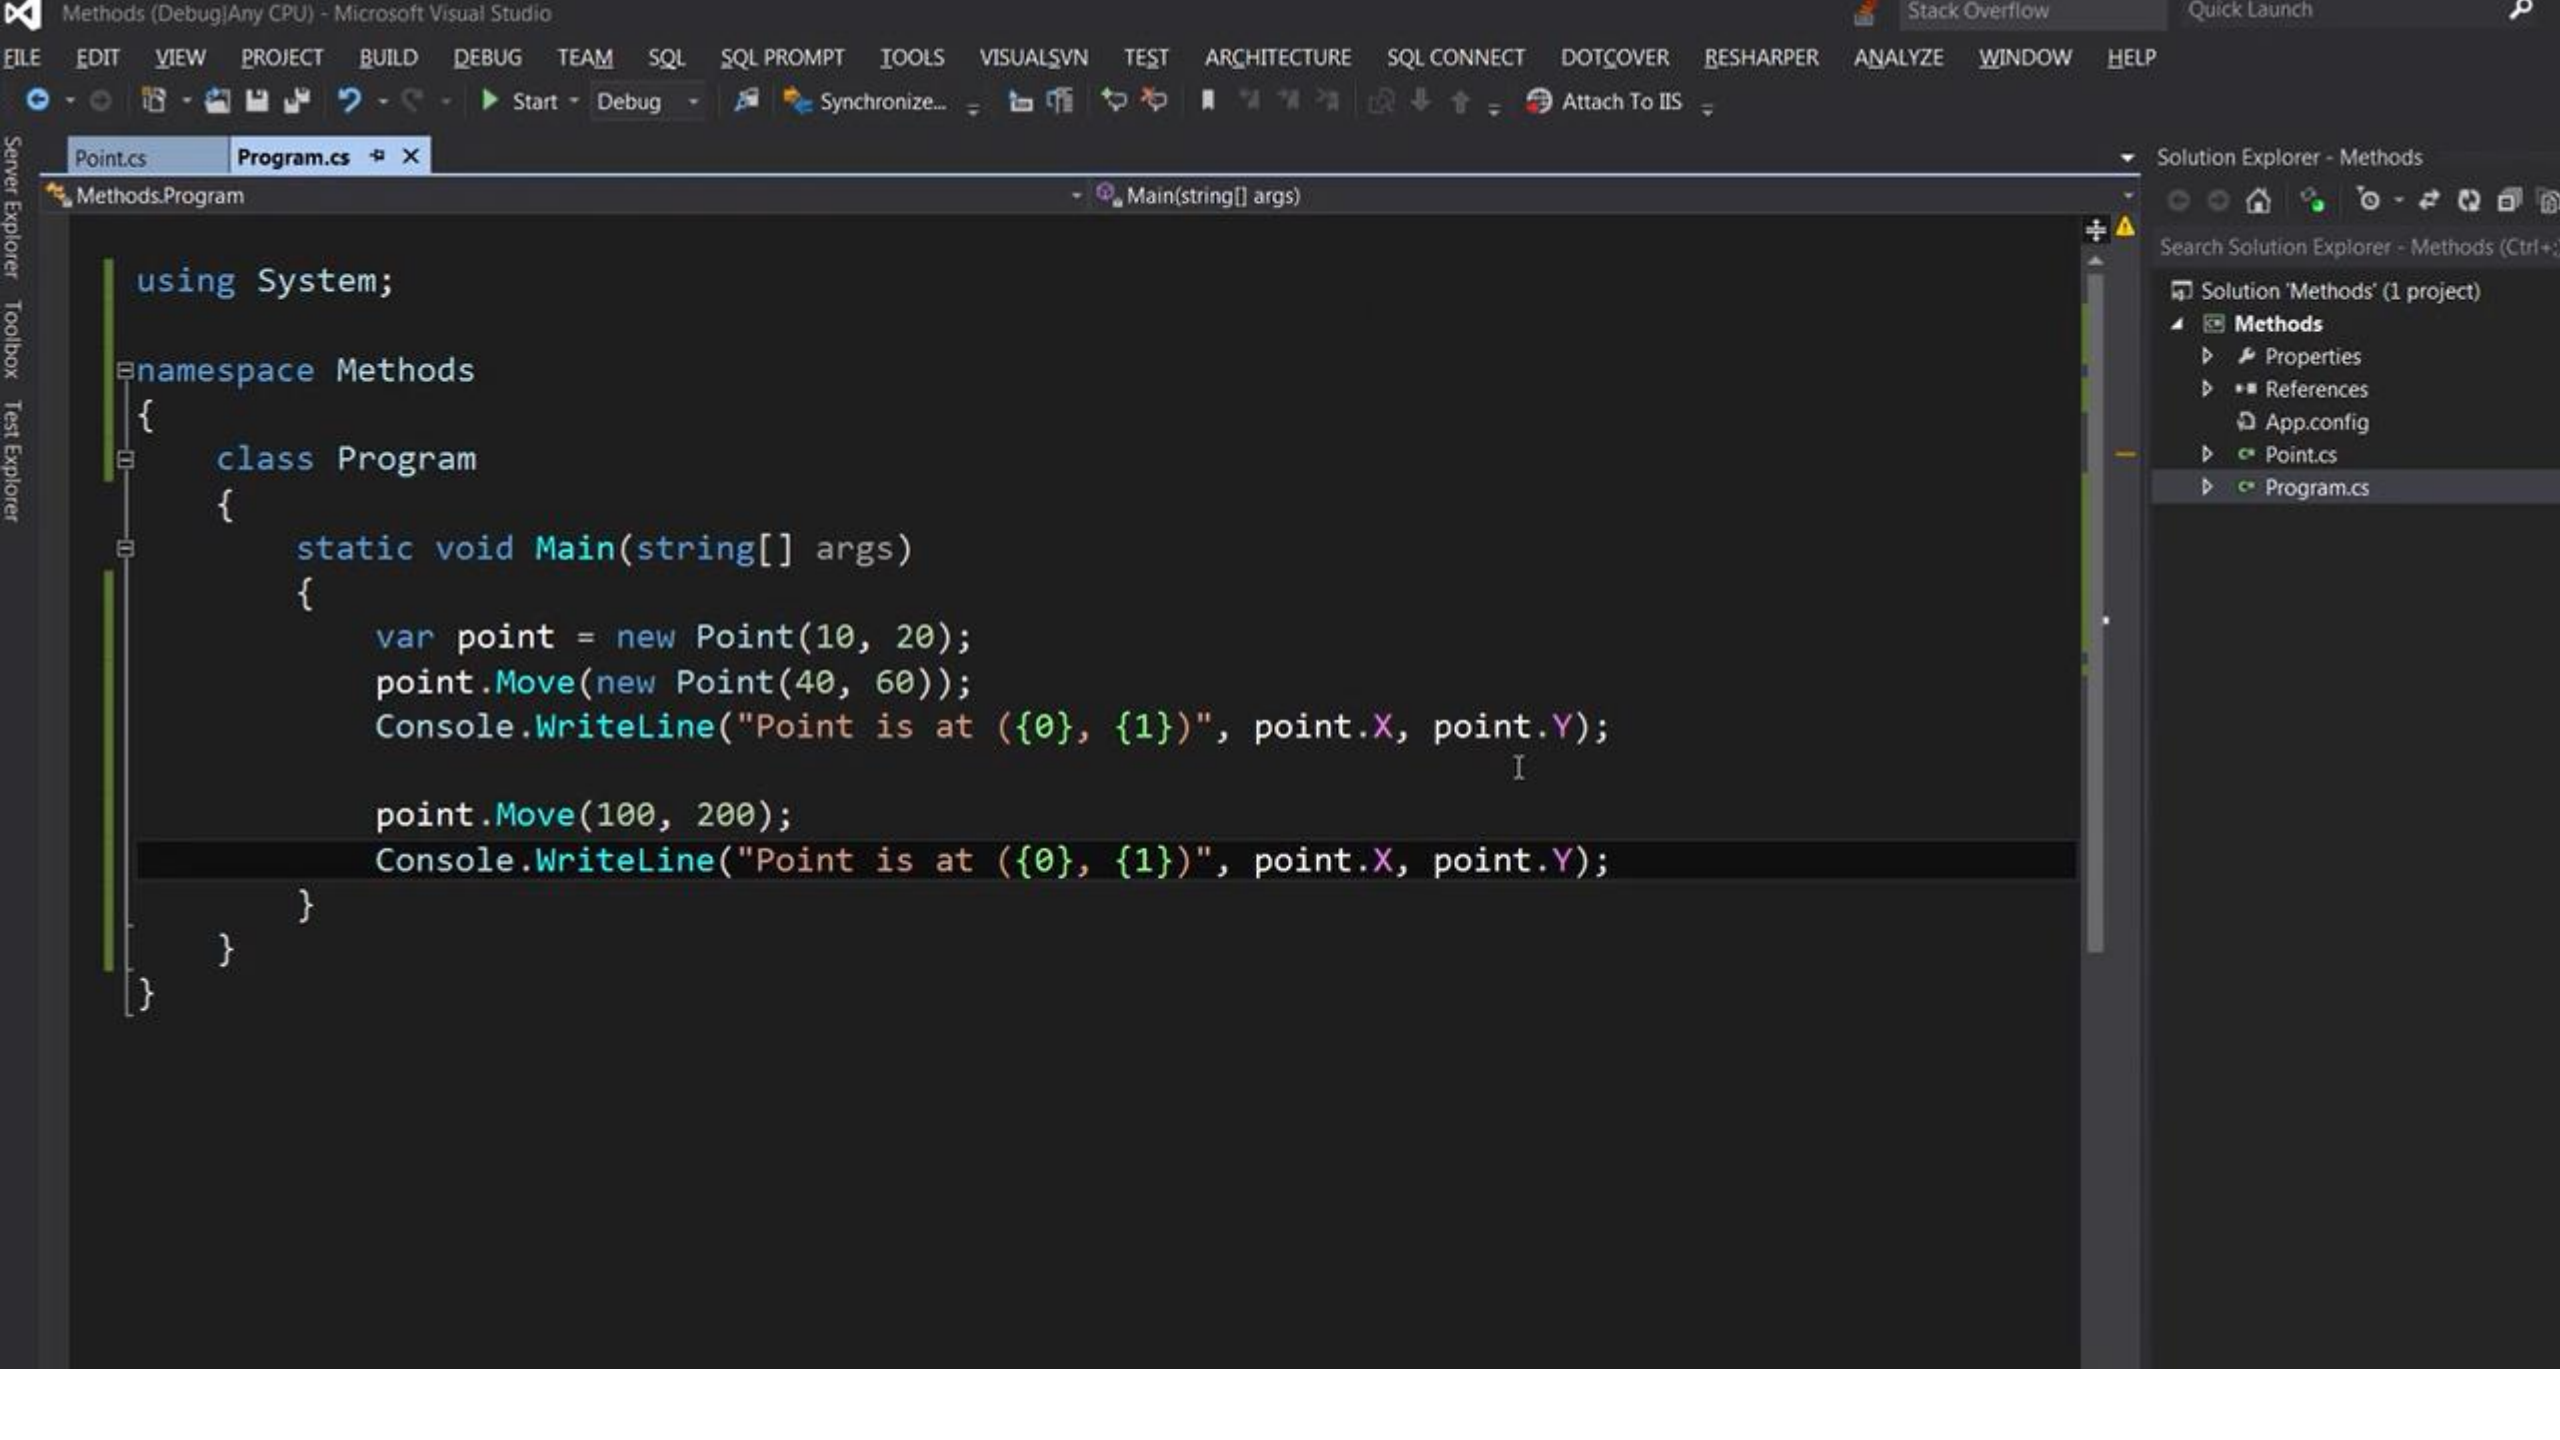 Methods (Debug|Any CPU) - Microsoft Visual Studio
Stack Overflow
Quick Launch
FILE EDIT VIEW PROJECT BUILD DEBUG TEAM SQL SQL PROMPT TOOLS VISUALSVN TEST ARCHITECTURE SQL CONNECT DOTCOVER RESHARPER ANALYZE WINDOW HELP
Start Debug Synchronize... Attach To IIS
Server Explorer
Toolbox
Test Explorer
Point.cs Program.cs
Methods.Program Main(string[] args)
using System;
namespace Methods
{
class Program
{
static void Main(string[] args)
{
var point = new Point(10, 20);
point.Move(new Point(40, 60));
Console.WriteLine("Point is at ({0}, {1})", point.X, point.Y);
point.Move(100, 200);
Console.WriteLine("Point is at ({0}, {1})", point.X, point.Y);
}
}
}
Solution Explorer - Methods
Search Solution Explorer - Methods (Ctrl+;
Solution 'Methods' (1 project)
Methods
Properties
References
App.config
Point.cs
Program.cs